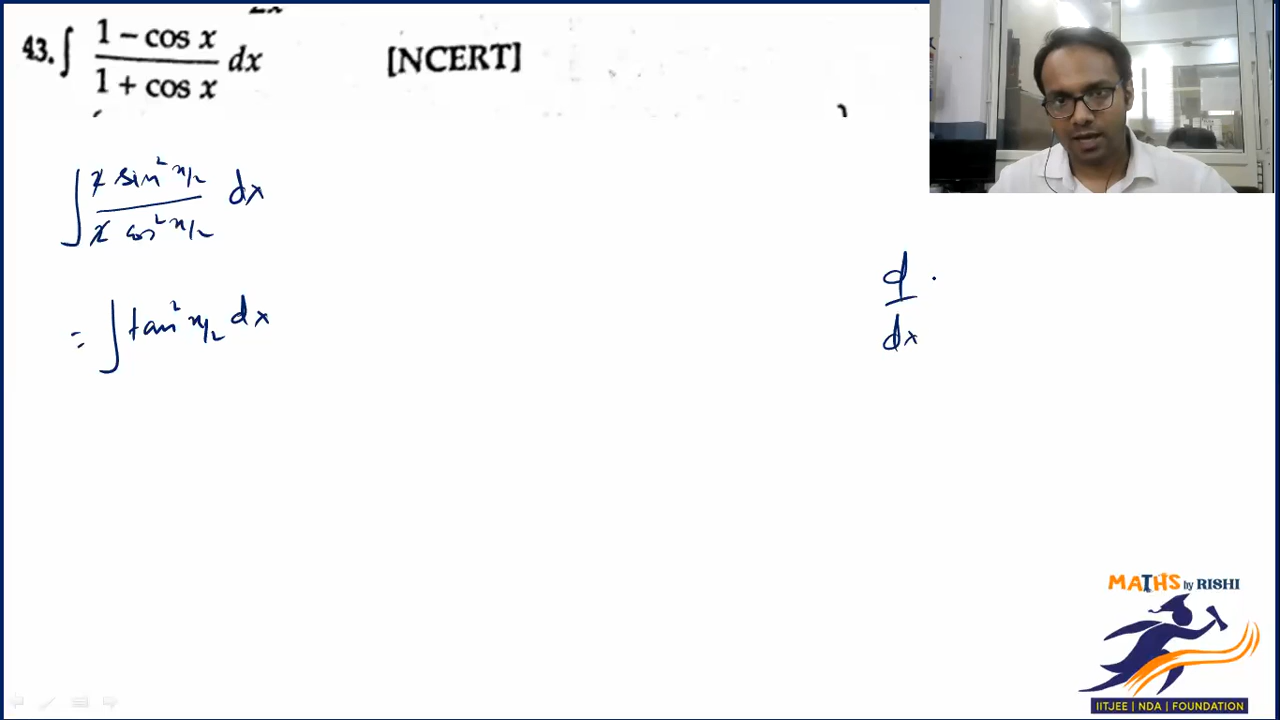 43. ∫ (1 − cos x)/(1 + cos x) dx [NCERT]
∫ (2 sin² x/2)/(2 cos² x/2) dx
= ∫ tan² x/2 dx
d/dx
MATHS by RISHI
IITJEE | NDA | FOUNDATION